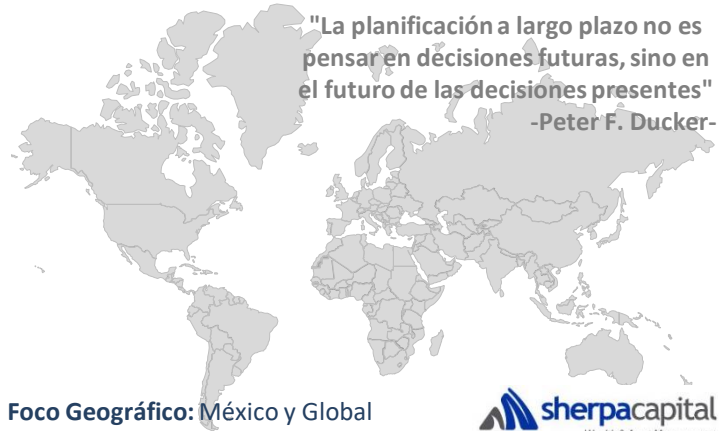 "La planificación a largo plazo no es
pensar en decisiones futuras, sino en
el futuro de las decisiones presentes"
-Peter F. Ducker-
Foco Geográfico: México y Global
sherpacapital